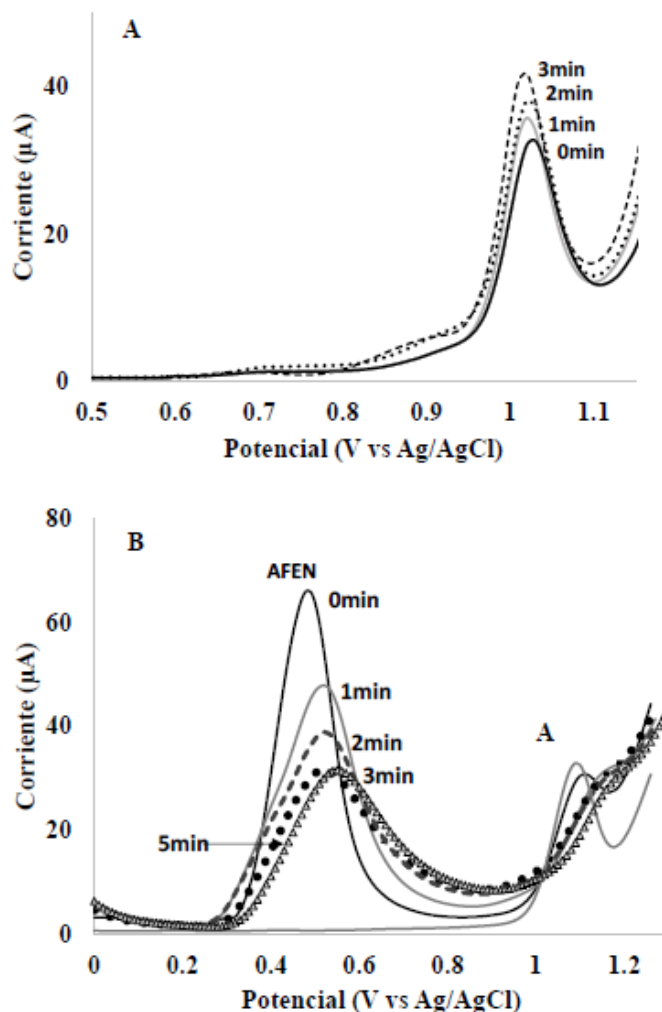 A
3min
2min
1min
0min
Corriente (µA)
40
20
0
0.5 0.6 0.7 0.8 0.9 1 1.1
Potencial (V vs Ag/AgCl)
B
AFEN
0min
1min
2min
3min
5min
A
Corriente (µA)
80
60
40
20
0
0 0.2 0.4 0.6 0.8 1 1.2
Potencial (V vs Ag/AgCl)